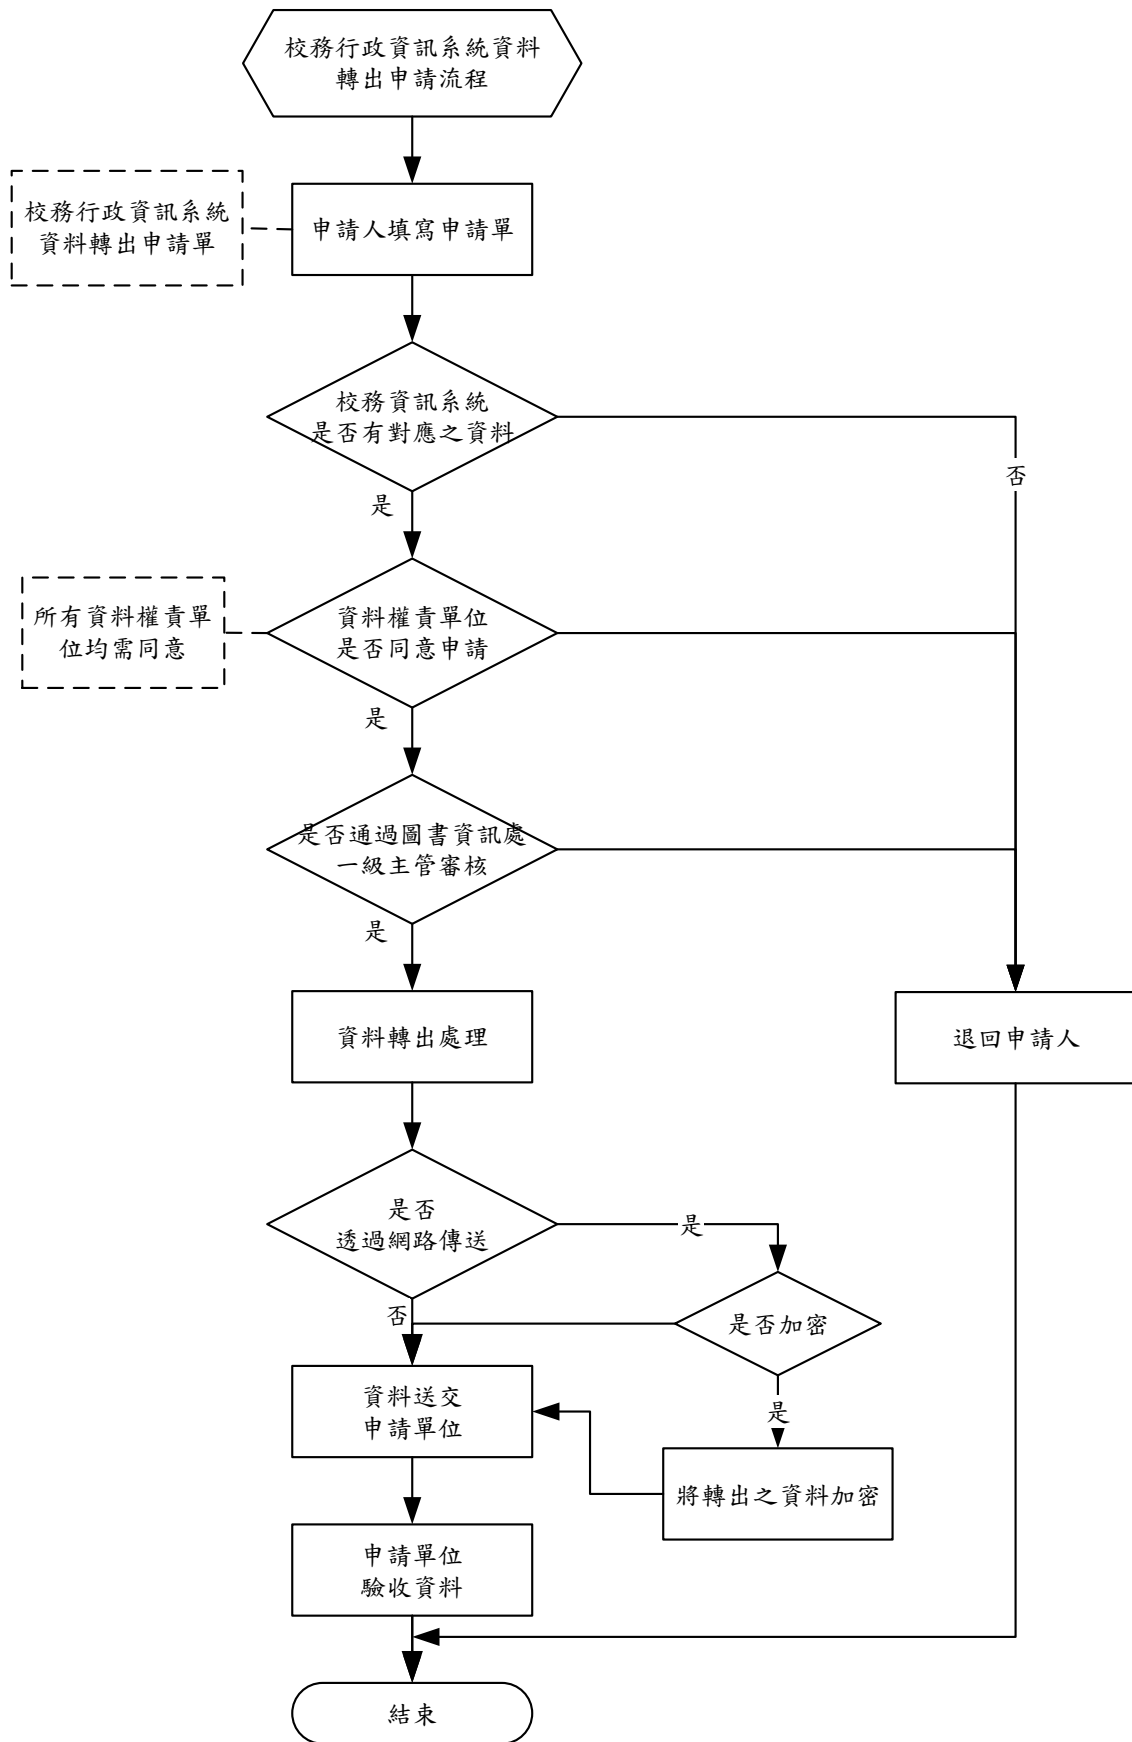 校務行政資訊系統資料
轉出申請流程
校務行政資訊系統
資料轉出申請單
申請人填寫申請單
校務資訊系統
是否有對應之資料
否
是
所有資料權責單
位均需同意
資料權責單位
是否同意申請
是
是否通過圖書資訊處
一級主管審核
是
資料轉出處理
退回申請人
是否
透過網路傳送
是
否
是否加密
資料送交
申請單位
是
將轉出之資料加密
申請單位
驗收資料
結束